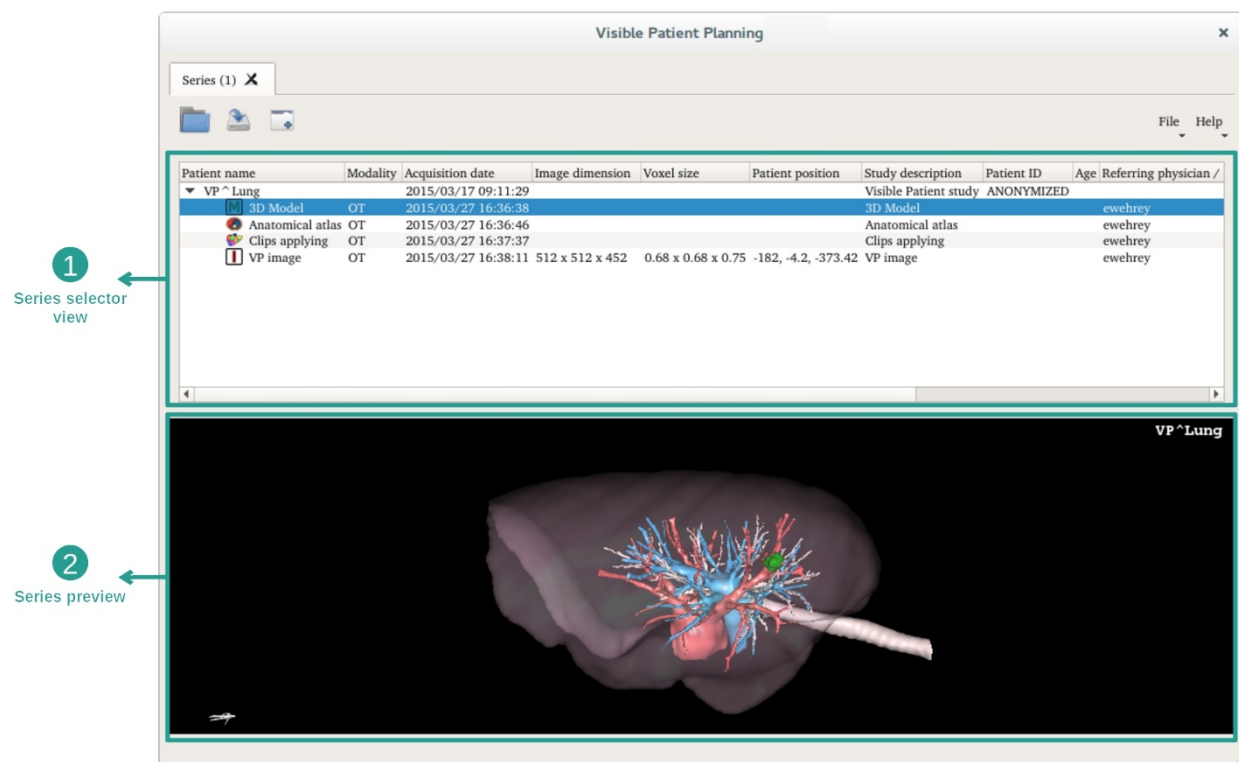 Visible Patient Planning
Series (1)
File Help
Patient name Modality Acquisition date Image dimension Voxel size Patient position Study description Patient ID Age Referring physician /
VP^Lung 2015/03/17 09:11:29 Visible Patient study ANONYMIZED
M 3D Model OT 2015/03/27 16:36:38 3D Model ewehrey
Anatomical atlas OT 2015/03/27 16:36:46 Anatomical atlas ewehrey
Clips applying OT 2015/03/27 16:37:37 Clips applying ewehrey
VP image OT 2015/03/27 16:38:11 512 x 512 x 452 0.68 x 0.68 x 0.75 -182, -4.2, -373.42 VP image ewehrey
1
Series selector
view
VP^Lung
2
Series preview